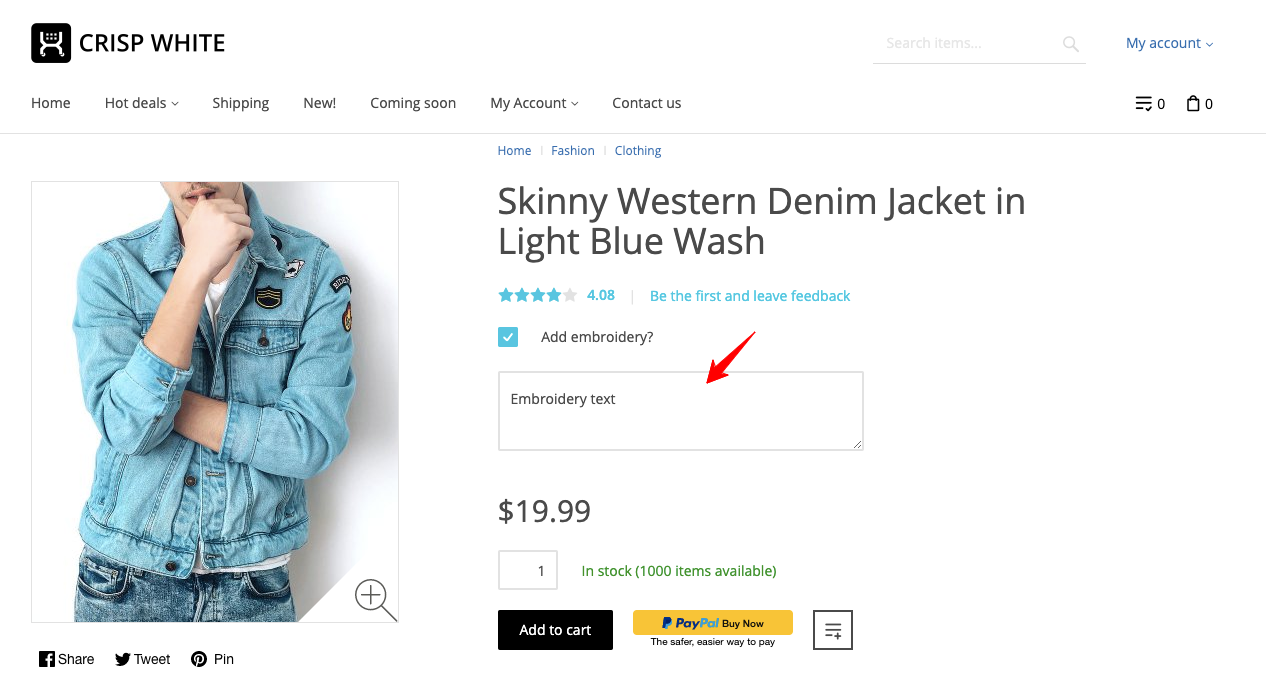 CRISP WHITE
Search items...
My account
Home
Hot deals
Shipping
New!
Coming soon
My Account
Contact us
0
0
Home
Fashion
Clothing
Skinny Western Denim Jacket in
Light Blue Wash
4.08
Be the first and leave feedback
Add embroidery?
Embroidery text
$19.99
1
In stock (1000 items available)
Add to cart
PayPal Buy Now
The safer, easier way to pay
Share
Tweet
Pin